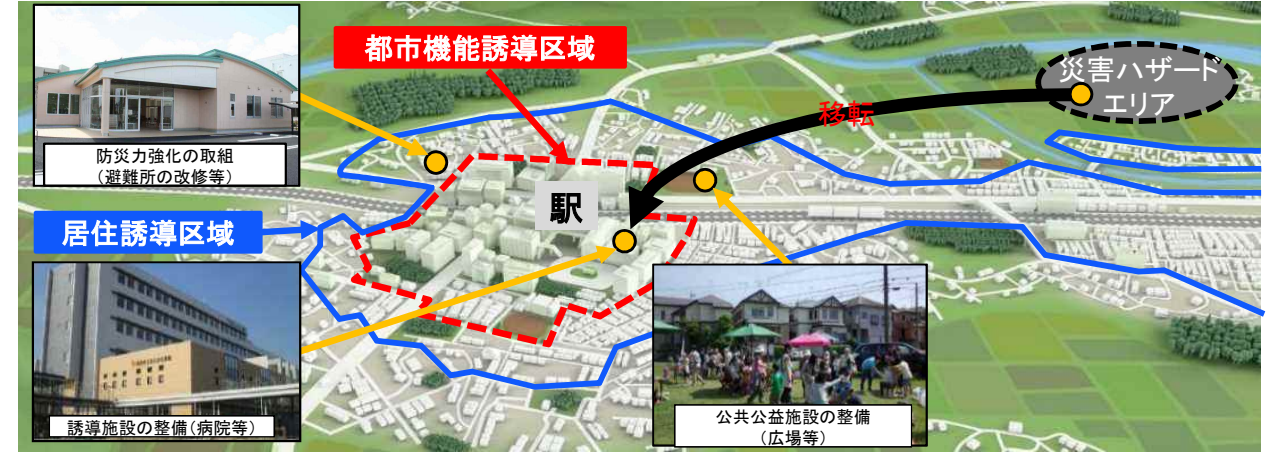 都市機能誘導区域
災害ハザード
エリア
移転
防災力強化の取組
（避難所の改修等）
駅
居住誘導区域
誘導施設の整備（病院等）
公共公益施設の整備
（広場等）